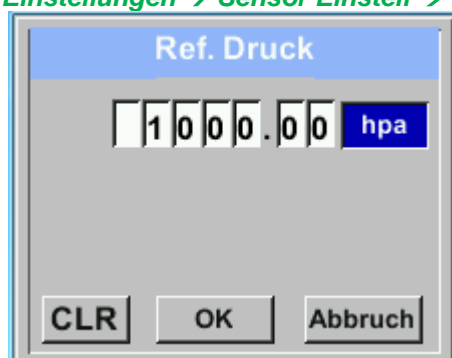 Einstellungen → Sensor Einstell →
Ref. Druck
1000.00 hpa
CLR OK Abbruch